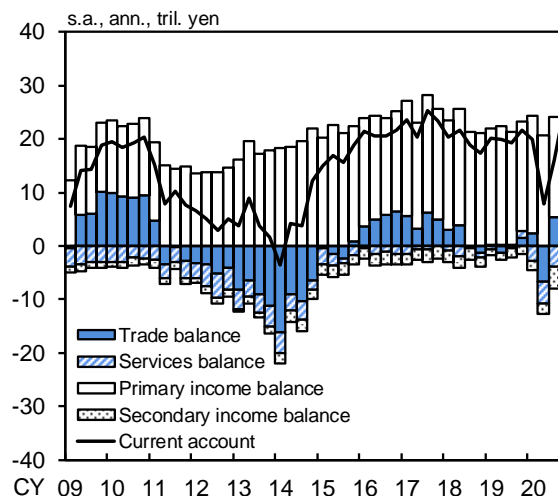 s.a., ann., tril. yen
40
30
20
10
0
-10
-20
-30
-40
Trade balance
Services balance
Primary income balance
Secondary income balance
Current account
CY 09 10 11 12 13 14 15 16 17 18 19 20